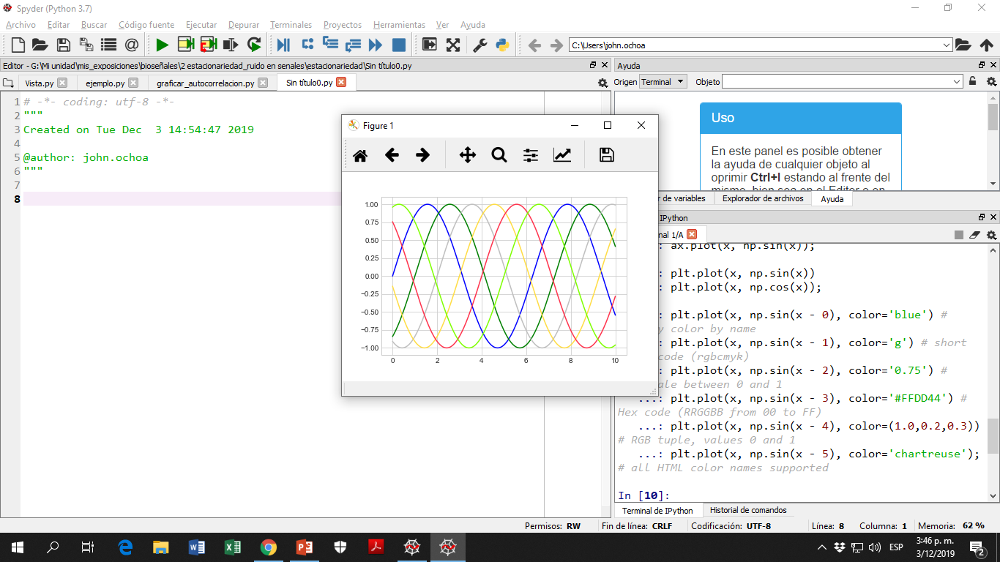 Spyder (Python 3.7)
Archivo Editar Buscar Código fuente Ejecutar Depurar Terminales Proyectos Herramientas Ver Ayuda
C:\Users\john.ochoa
Editor - G:\Mi unidad\mis_exposiciones\bioseñales\2 estacionariedad_ruido en senales\estacionariedad\Sin título0.py
Vista.py ejemplo.py graficar_autocorrelacion.py Sin título0.py
1 # -*- coding: utf-8 -*-
2 """
3 Created on Tue Dec  3 14:54:47 2019
4
5 @author: john.ochoa
6 """
7
8
Figure 1
1.00
0.75
0.50
0.25
0.00
−0.25
−0.50
−0.75
−1.00
0 2 4 6 8 10
Ayuda
Origen Terminal Objeto
Uso
En este panel es posible obtener
la ayuda de cualquier objeto al
oprimir Ctrl+I estando al frente del
mismo, bien sea en el Editor o en
r de variables Explorador de archivos Ayuda
IPython
nal 1/A
: ax.plot(x, np.sin(x));
: plt.plot(x, np.sin(x))
: plt.plot(x, np.cos(x));
: plt.plot(x, np.sin(x - 0), color='blue') #
y color by name
: plt.plot(x, np.sin(x - 1), color='g') # short
code (rgbcmyk)
: plt.plot(x, np.sin(x - 2), color='0.75') #
ale between 0 and 1
...: plt.plot(x, np.sin(x - 3), color='#FFDD44') #
Hex code (RRGGBB from 00 to FF)
...: plt.plot(x, np.sin(x - 4), color=(1.0,0.2,0.3))
# RGB tuple, values 0 and 1
...: plt.plot(x, np.sin(x - 5), color='chartreuse');
# all HTML color names supported
In [10]:
Terminal de IPython Historial de comandos
Permisos: RW Fin de línea: CRLF Codificación: UTF-8 Línea: 8 Columna: 1 Memoria: 62 %
ESP
3:46 p. m.
3/12/2019
2